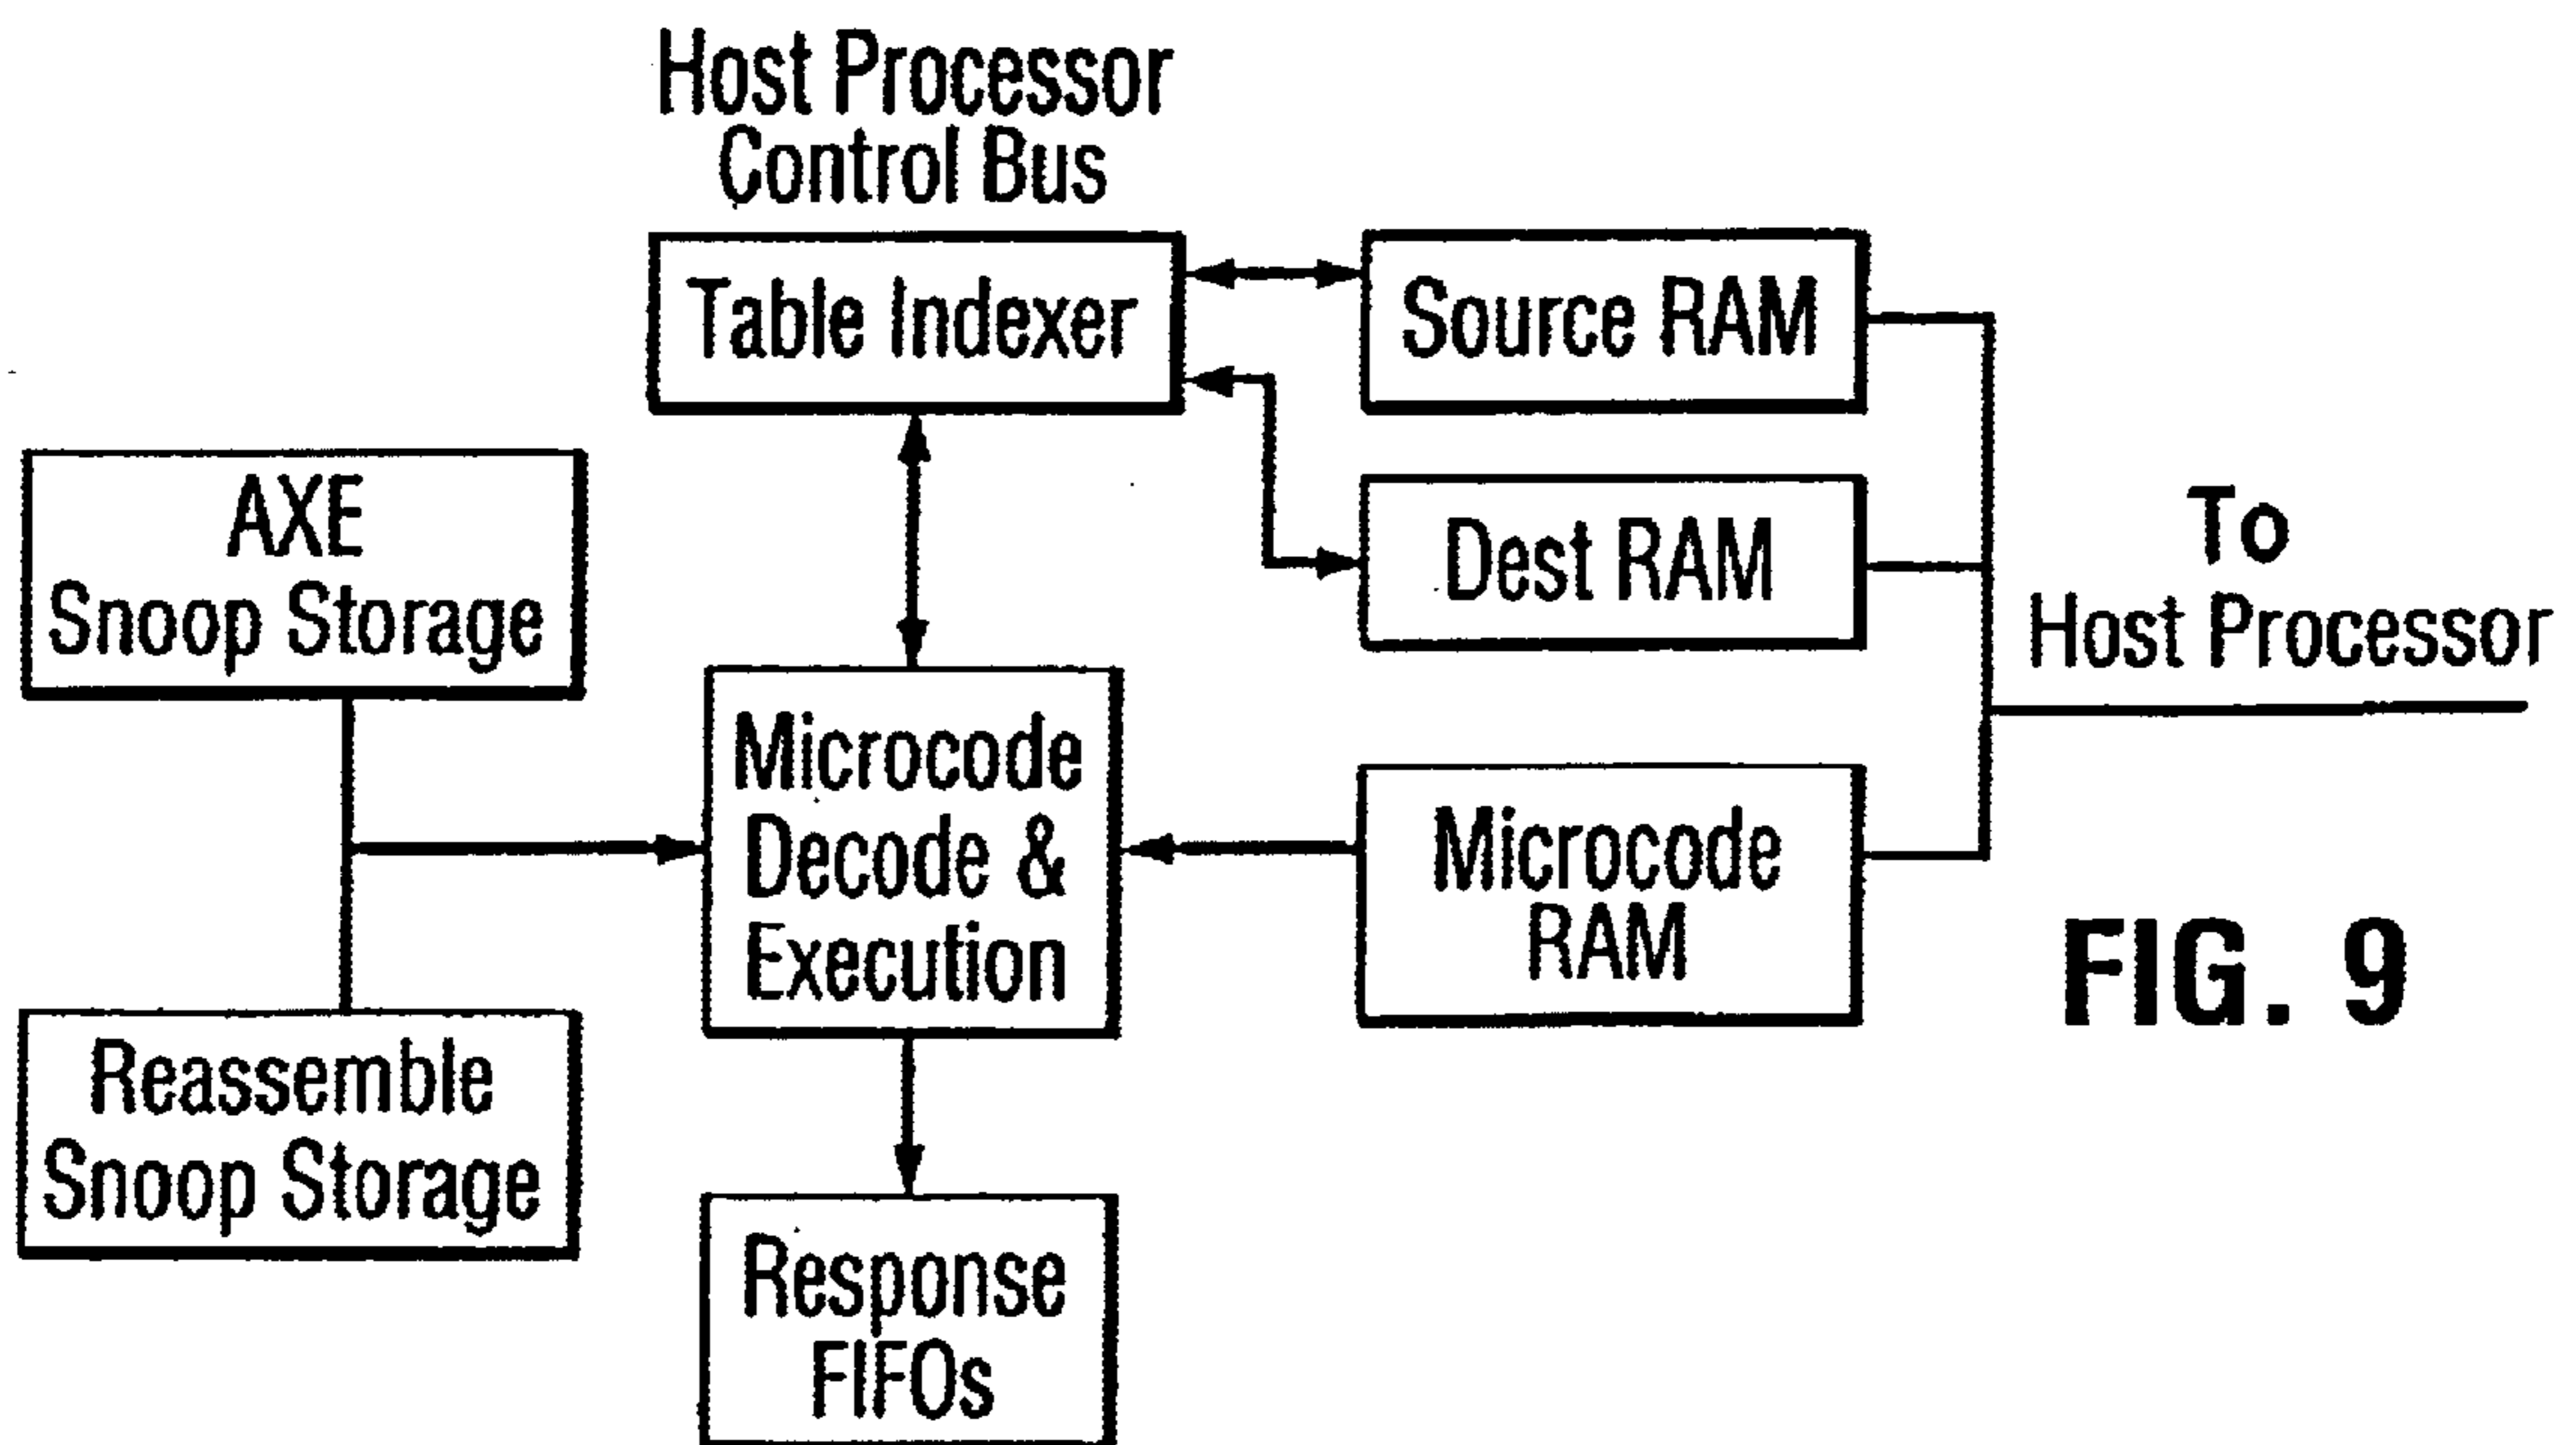 Host Processor
Control Bus
Table Indexer
Source RAM
AXE
Snoop Storage
Dest RAM
To
Host Processor
Microcode
Decode &
Execution
Microcode
RAM
FIG. 9
Reassemble
Snoop Storage
Response
FIFOs